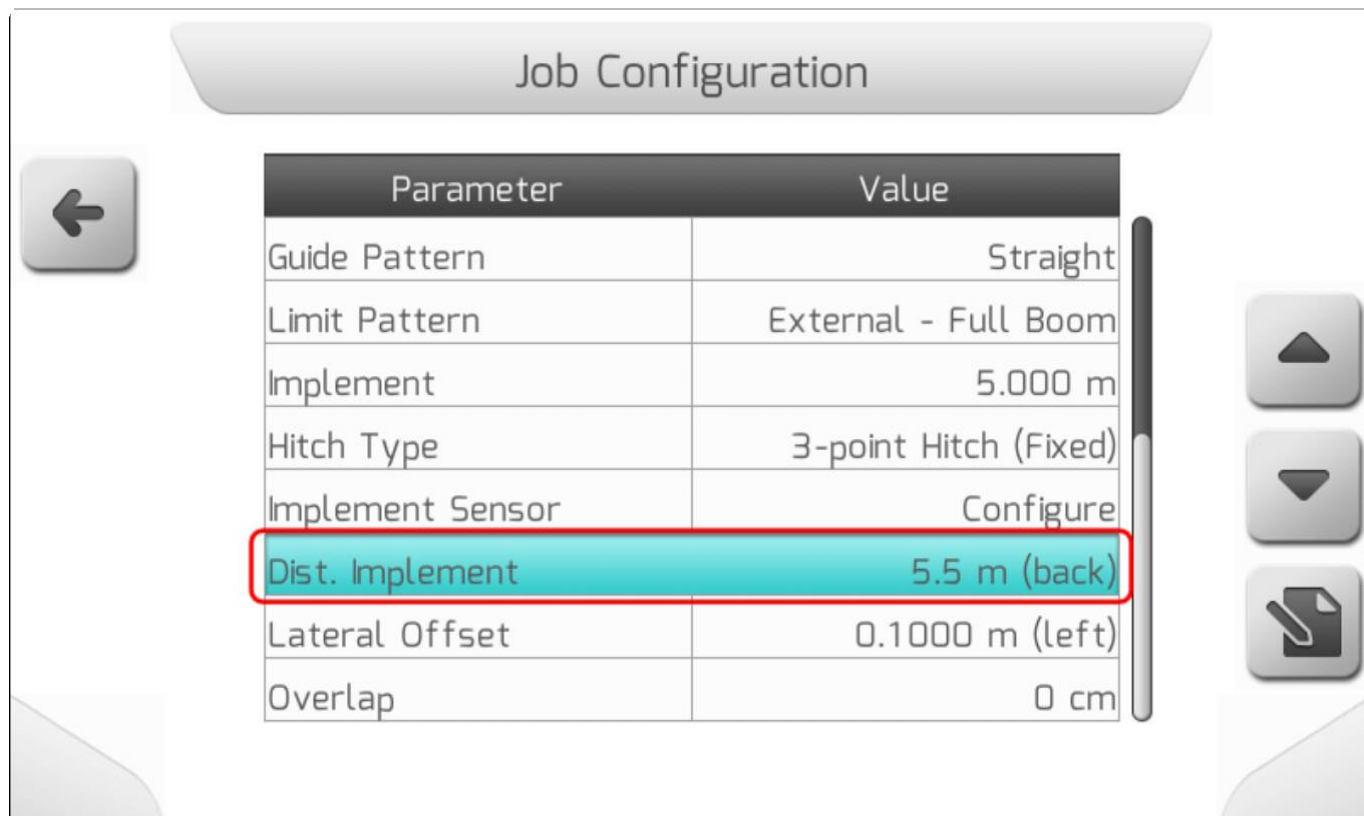 Job Configuration
Parameter Value
Guide Pattern Straight
Limit Pattern External - Full Boom
Implement 5.000 m
Hitch Type 3-point Hitch (Fixed)
Implement Sensor Configure
Dist. Implement 5.5 m (back)
Lateral Offset 0.1000 m (left)
Overlap 0 cm